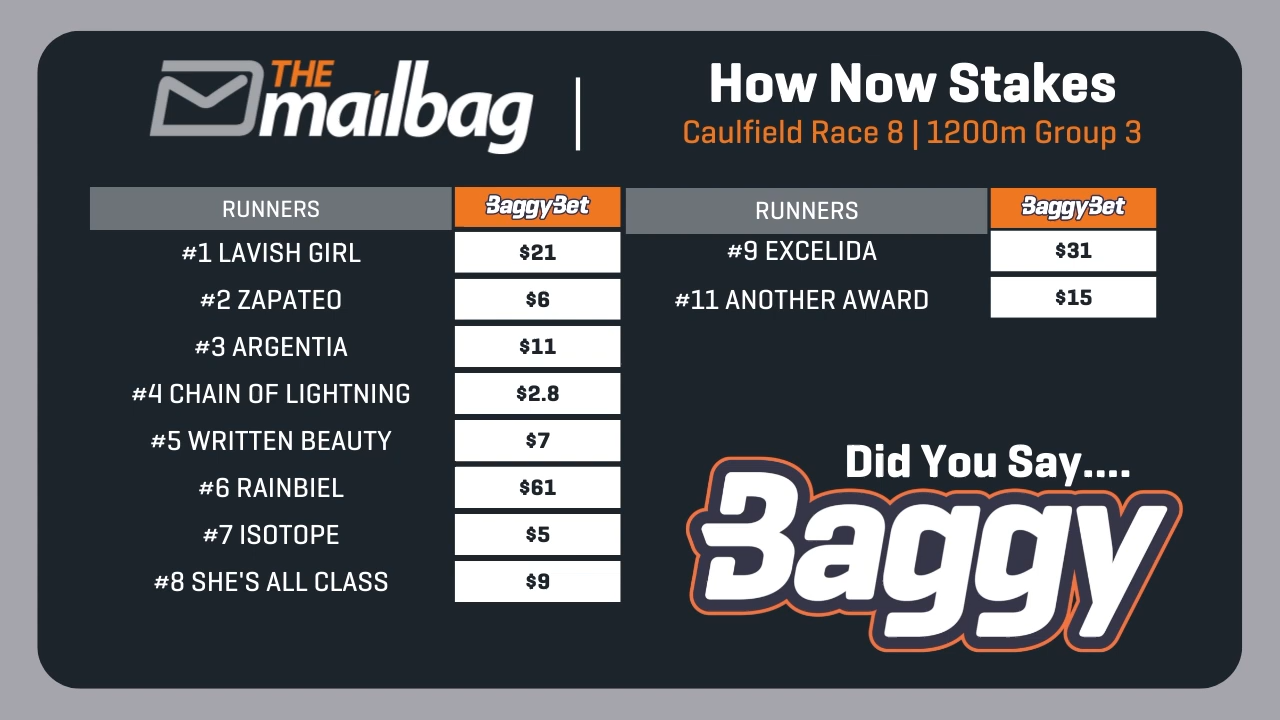 THE
mailbag
How Now Stakes
Caulfield Race 8 | 1200m Group 3
RUNNERS
BaggyBet
#1 LAVISH GIRL
$21
#2 ZAPATEO
$6
#3 ARGENTIA
$11
#4 CHAIN OF LIGHTNING
$2.8
#5 WRITTEN BEAUTY
$7
#6 RAINBIEL
$61
#7 ISOTOPE
$5
#8 SHE'S ALL CLASS
$9
RUNNERS
BaggyBet
#9 EXCELIDA
$31
#11 ANOTHER AWARD
$15
Did You Say....
Baggy